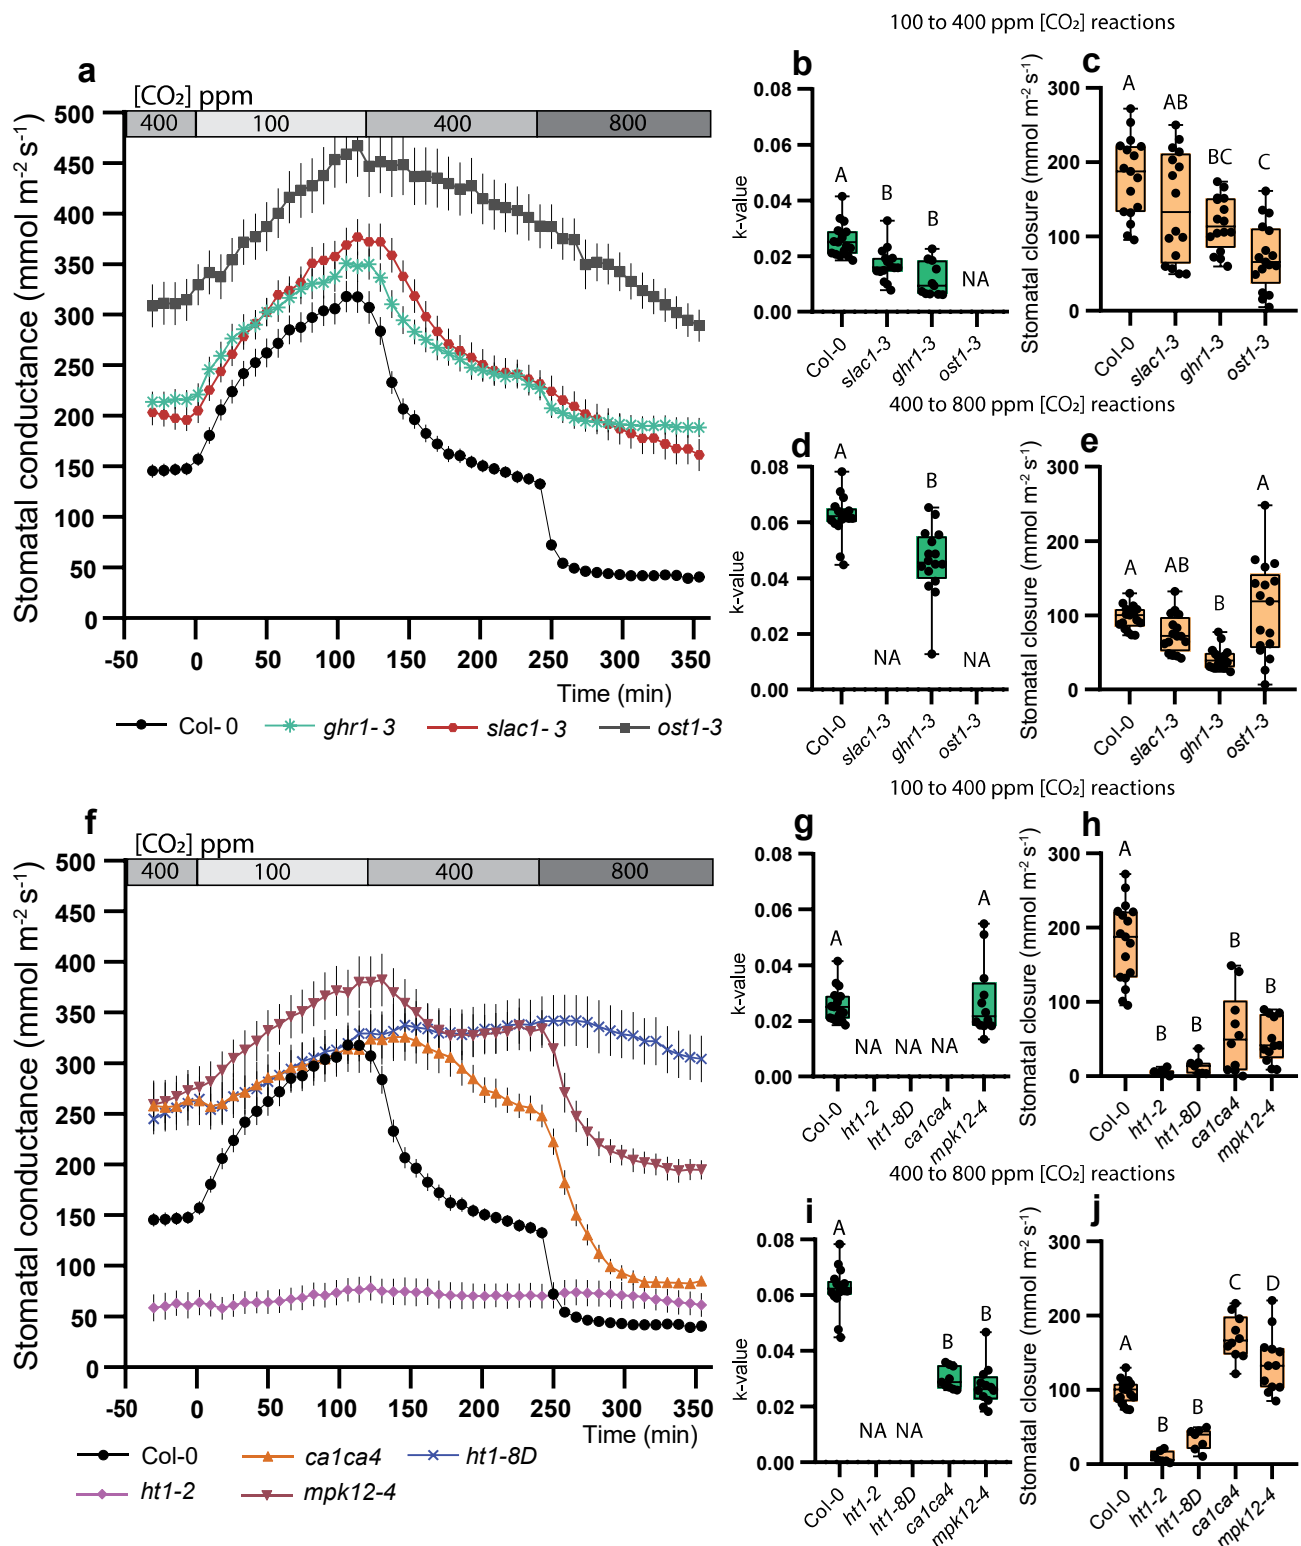 100 to 400 ppm [CO₂] reactions
a
b
c
[CO₂] ppm
400 100 400 800
Stomatal conductance (mmol m⁻² s⁻¹)
500
450
400
350
300
250
200
150
100
50
0
-50 0 50 100 150 200 250 300 350
Time (min)
Col-0 ghr1-3 slac1-3 ost1-3
k-value
0.08
0.06
0.04
0.02
0.00
A B B NA
Col-0 slac1-3 ghr1-3 ost1-3
Stomatal closure (mmol m⁻² s⁻¹)
300
200
100
0
A AB BC C
Col-0 slac1-3 ghr1-3 ost1-3
400 to 800 ppm [CO₂] reactions
d
e
k-value
0.08
0.06
0.04
0.02
0.00
A NA B NA
Col-0 slac1-3 ghr1-3 ost1-3
Stomatal closure (mmol m⁻² s⁻¹)
300
200
100
0
A AB B A
Col-0 slac1-3 ghr1-3 ost1-3
100 to 400 ppm [CO₂] reactions
f
g
h
[CO₂] ppm
400 100 400 800
Stomatal conductance (mmol m⁻² s⁻¹)
500
450
400
350
300
250
200
150
100
50
0
-50 0 50 100 150 200 250 300 350
Time (min)
Col-0 ca1ca4 ht1-8D
ht1-2 mpk12-4
k-value
0.08
0.06
0.04
0.02
0.00
A NA NA NA A
Col-0 ht1-2 ht1-8D ca1ca4 mpk12-4
Stomatal closure (mmol m⁻² s⁻¹)
300
200
100
0
A B B B B
Col-0 ht1-2 ht1-8D ca1ca4 mpk12-4
400 to 800 ppm [CO₂] reactions
i
j
k-value
0.08
0.06
0.04
0.02
0.00
A NA NA B B
Col-0 ht1-2 ht1-8D ca1ca4 mpk12-4
Stomatal closure (mmol m⁻² s⁻¹)
300
200
100
0
A B B C D
Col-0 ht1-2 ht1-8D ca1ca4 mpk12-4